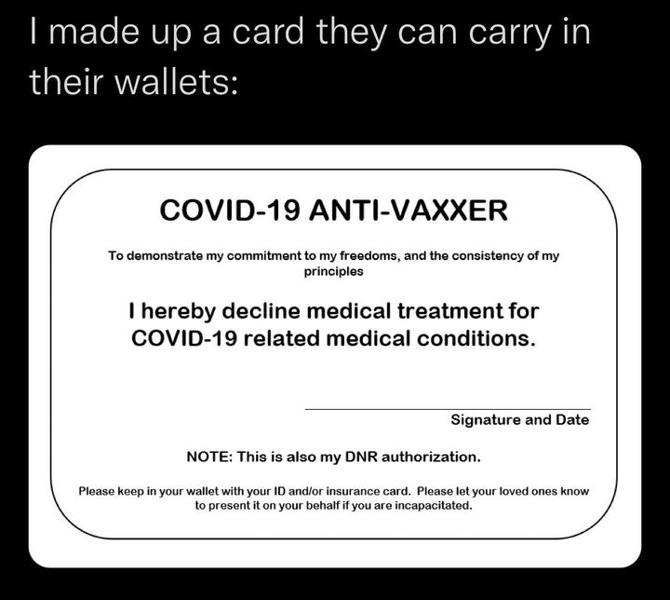 I made up a card they can carry in
their wallets:
COVID-19 ANTI-VAXXER
To demonstrate my commitment to my freedoms, and the consistency of my
principles
I hereby decline medical treatment for
COVID-19 related medical conditions.
Signature and Date
NOTE: This is also my DNR authorization.
Please keep in your wallet with your ID and/or insurance card. Please let your loved ones know
to present it on your behalf if you are incapacitated.